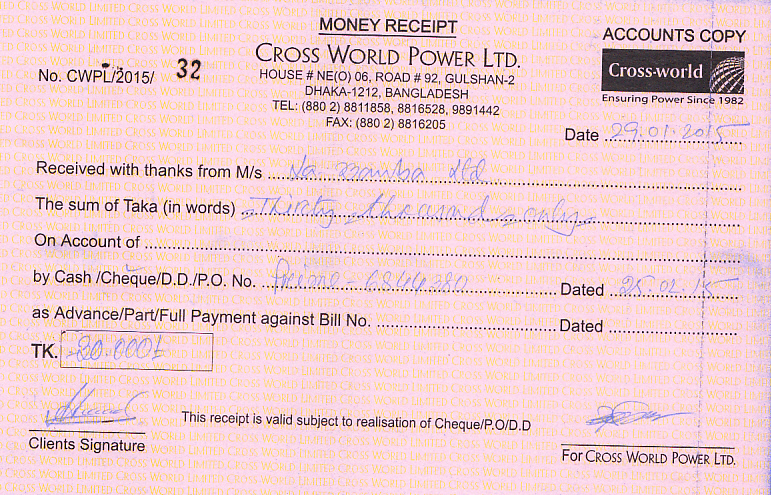 MONEY RECEIPT
ACCOUNTS COPY
CROSS WORLD POWER LTD.
Cross-world
Ensuring Power Since 1982
No. CWPL/2015/ 32
HOUSE # NE(O) 06, ROAD # 92, GULSHAN-2
DHAKA-1212, BANGLADESH
TEL: (880 2) 8811858, 8816528, 9891442
FAX: (880 2) 8816205
Date 29.01.2015
Received with thanks from M/s Ltd
The sum of Taka (in words) Thirty thousand only
On Account of
by Cash /Cheque/D.D./P.O. No. Prime - 6844380 Dated
as Advance/Part/Full Payment against Bill No. Dated
TK.
This receipt is valid subject to realisation of Cheque/P.O/D.D
Clients Signature
For CROSS WORLD POWER LTD.